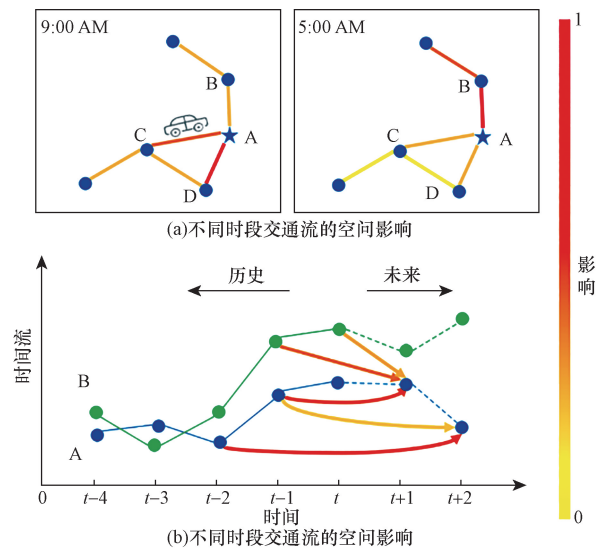 9:00 AM
5:00 AM
1
B
A
C
D
B
A
C
D
(a)不同时段交通流的空问影响
影响
历史
未来
时间流
B
A
0
t−4
t−3
t−2
t−1
t
t+1
t+2
0
时间
(b)不同时段交通流的空问影响